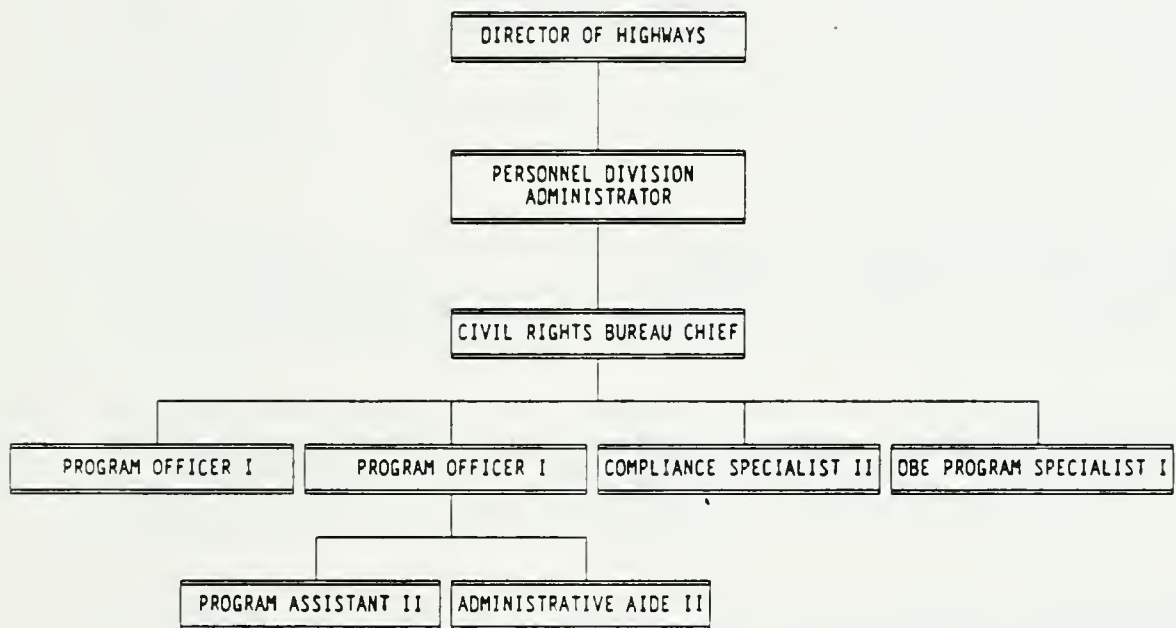 DIRECTOR OF HIGHWAYS
PERSONNEL DIVISION
ADMINISTRATOR
CIVIL RIGHTS BUREAU CHIEF
PROGRAM OFFICER I
PROGRAM OFFICER I
COMPLIANCE SPECIALIST II
OBE PROGRAM SPECIALIST I
PROGRAM ASSISTANT II
ADMINISTRATIVE AIDE II